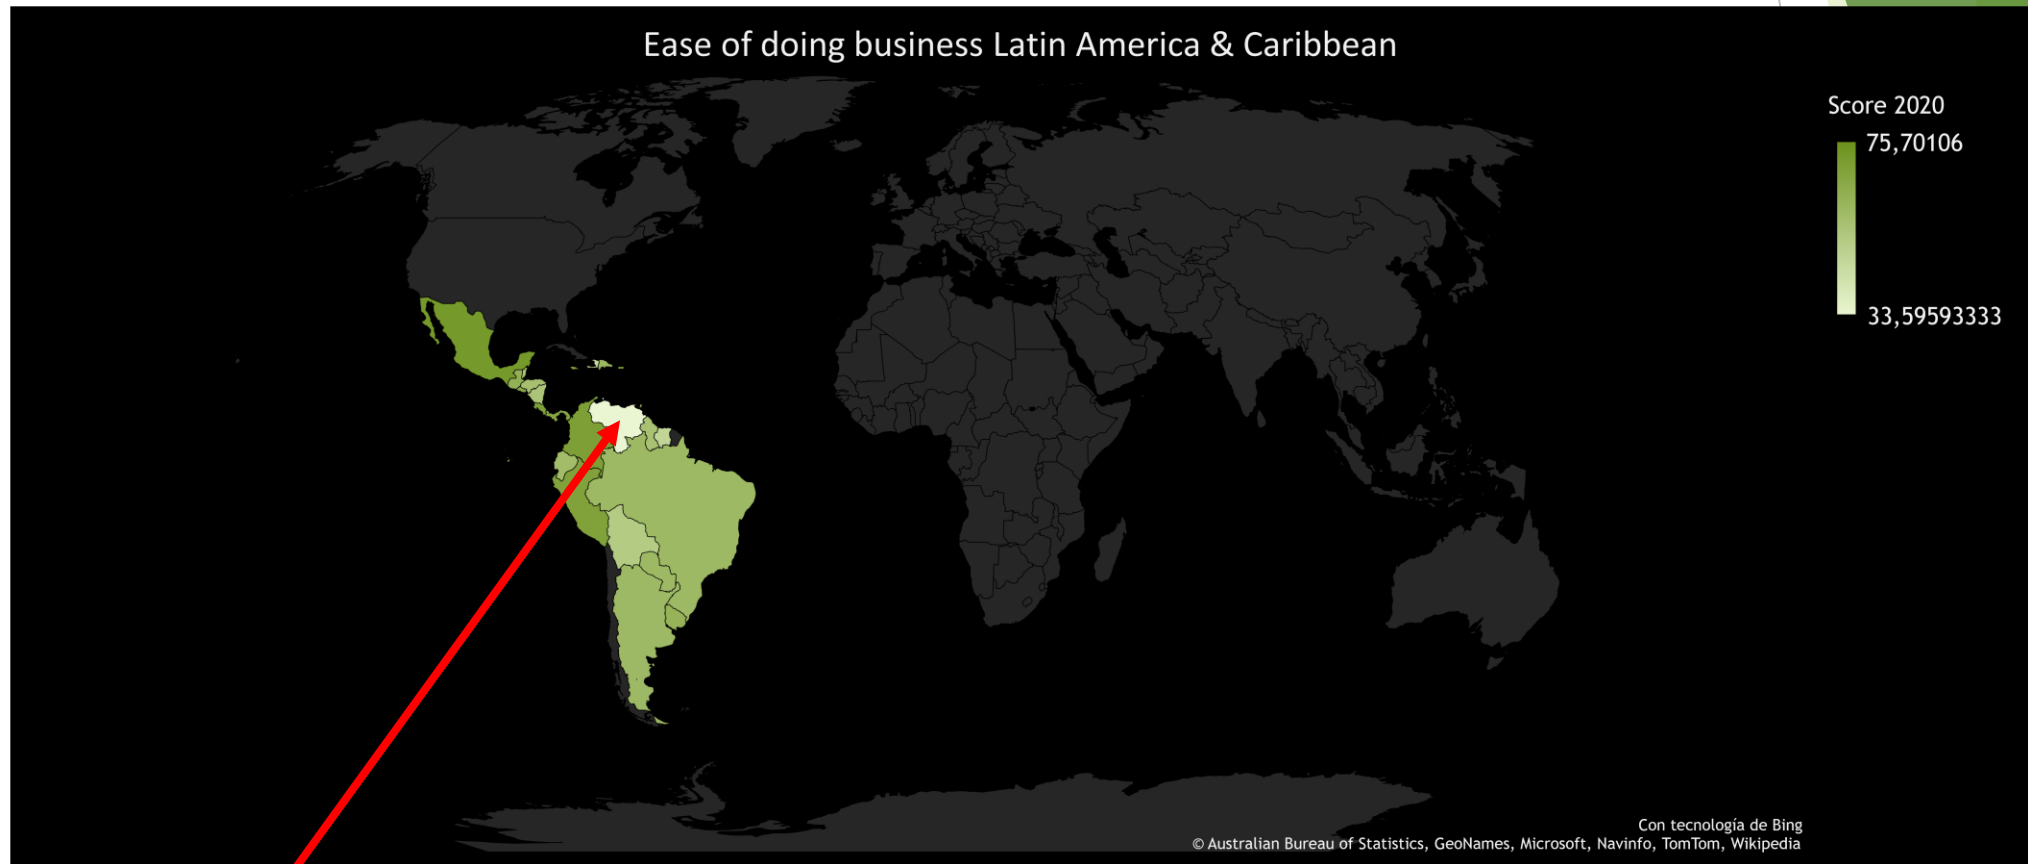 Ease of doing business Latin America & Caribbean
Score 2020
75,70106
33,59593333
Con tecnología de Bing
© Australian Bureau of Statistics, GeoNames, Microsoft, Navinfo, TomTom, Wikipedia